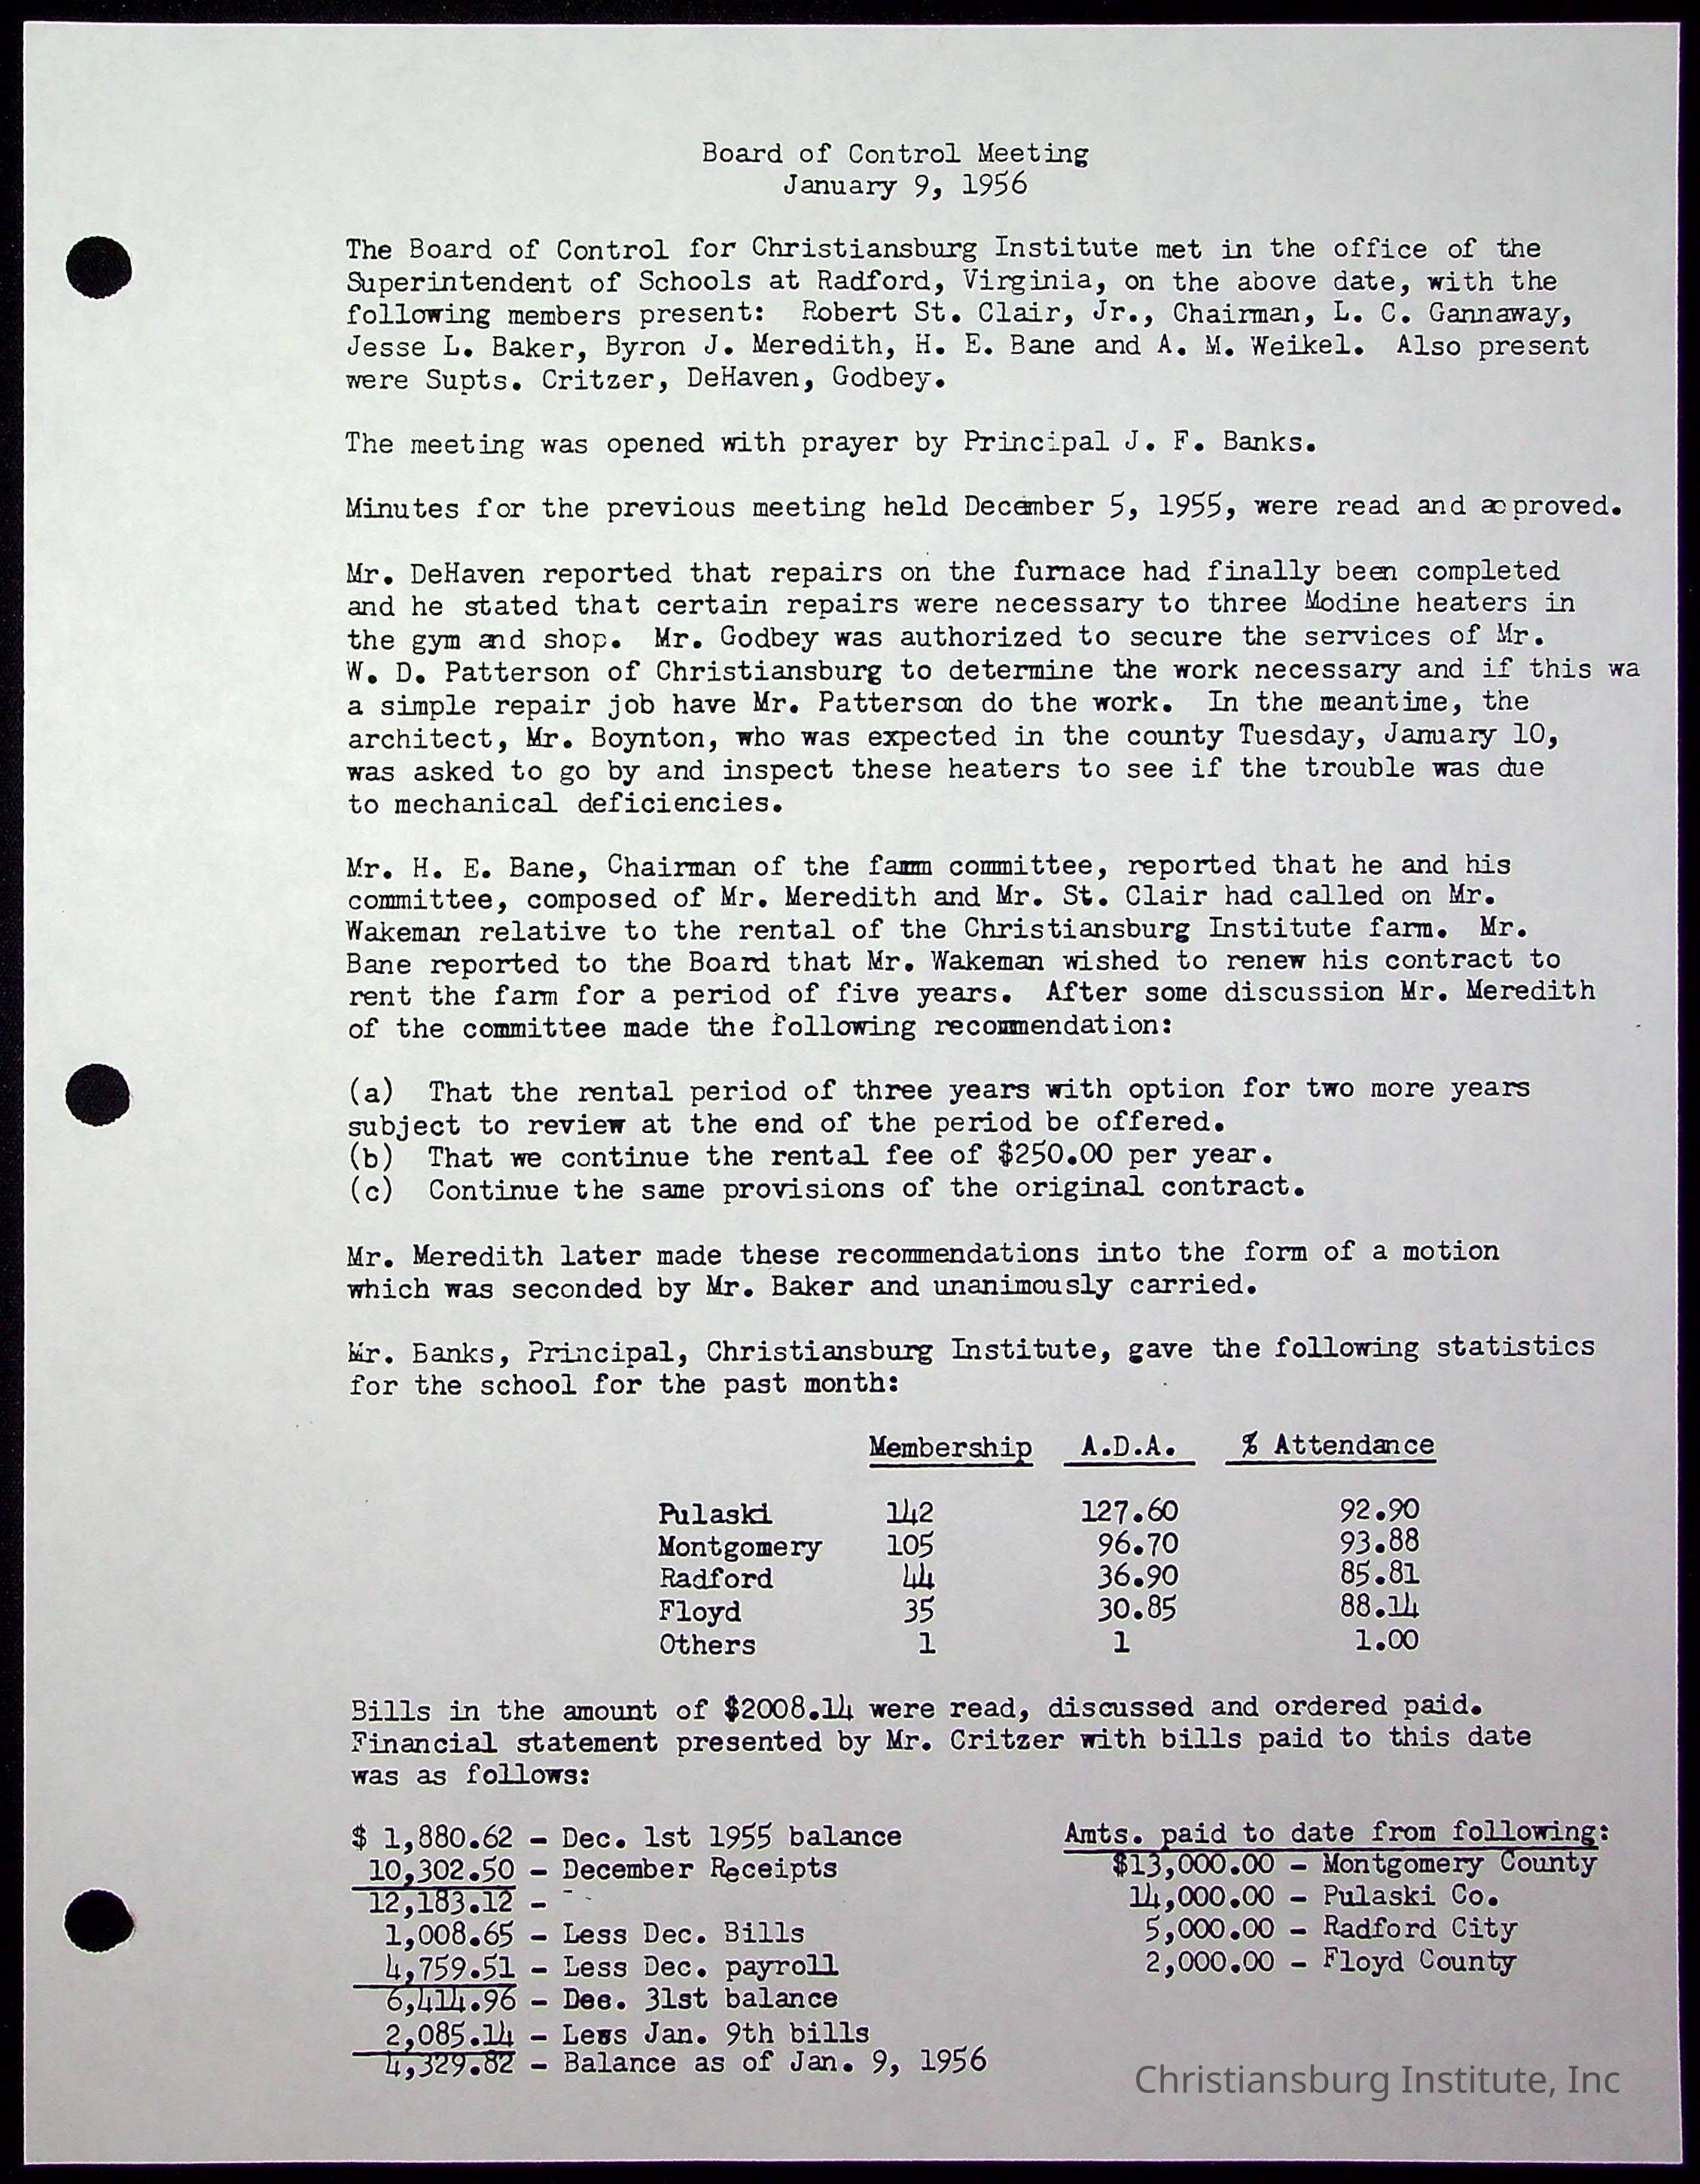 Board of Control Meeting
January 9, 1956
The Board of Control for Christiansburg Institute met in the office of the
Superintendent of Schools at Radford, Virginia, on the above date, with the
following members present: Robert St. Clair, Jr., Chairman, L. C. Gannaway,
Jesse L. Baker, Byron J. Meredith, H. E. Bane and A. M. Weikel. Also present
were Supts. Critzer, DeHaven, Godbey.
The meeting was opened with prayer by Principal J. F. Banks.
Minutes for the previous meeting held December 5, 1955, were read and approved.
Mr. DeHaven reported that repairs on the furnace had finally been completed
and he stated that certain repairs were necessary to three Modine heaters in
the gym and shop. Mr. Godbey was authorized to secure the services of Mr.
W. D. Patterson of Christiansburg to determine the work necessary and if this wa
a simple repair job have Mr. Patterson do the work. In the meantime, the
architect, Mr. Boynton, who was expected in the county Tuesday, January 10,
was asked to go by and inspect these heaters to see if the trouble was due
to mechanical deficiencies.
Mr. H. E. Bane, Chairman of the farm committee, reported that he and his
committee, composed of Mr. Meredith and Mr. St. Clair had called on Mr.
Wakeman relative to the rental of the Christiansburg Institute farm. Mr.
Bane reported to the Board that Mr. Wakeman wished to renew his contract to
rent the farm for a period of five years. After some discussion Mr. Meredith
of the committee made the following recommendation:
(a) That the rental period of three years with option for two more years
subject to review at the end of the period be offered.
(b) That we continue the rental fee of $250.00 per year.
(c) Continue the same provisions of the original contract.
Mr. Meredith later made these recommendations into the form of a motion
which was seconded by Mr. Baker and unanimously carried.
Mr. Banks, Principal, Christiansburg Institute, gave the following statistics
for the school for the past month:
Membership A.D.A. % Attendance
Pulaski 142 127.60 92.90
Montgomery 105 96.70 93.88
Radford 44 36.90 85.81
Floyd 35 30.85 88.14
Others 1 1 1.00
Bills in the amount of $2008.14 were read, discussed and ordered paid.
Financial statement presented by Mr. Critzer with bills paid to this date
was as follows:
$ 1,880.62 - Dec. 1st 1955 balance
10,302.50 - December Receipts
12,183.12 -
1,008.65 - Less Dec. Bills
4,759.51 - Less Dec. payroll
6,414.96 - Dec. 31st balance
2,085.14 - Less Jan. 9th bills
4,329.82 - Balance as of Jan. 9, 1956
Amts. paid to date from following:
$13,000.00 - Montgomery County
14,000.00 - Pulaski Co.
5,000.00 - Radford City
2,000.00 - Floyd County
Christiansburg Institute, Inc